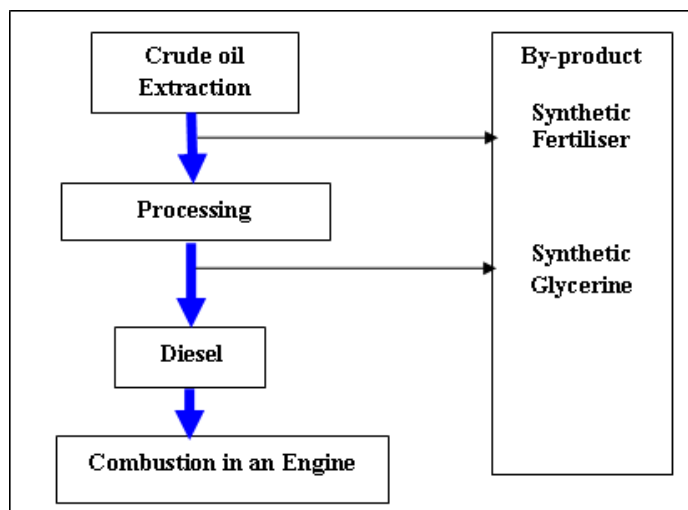 Crude oil
Extraction
Processing
Diesel
Combustion in an Engine
By-product
Synthetic
Fertiliser
Synthetic
Glycerine